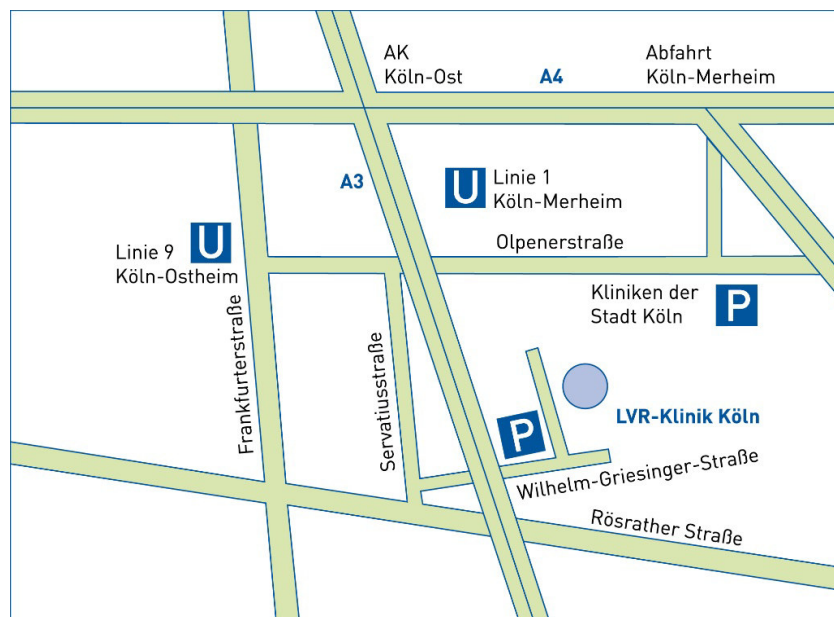 AK
Köln-Ost
A4
Abfahrt
Köln-Merheim
A3
U
Linie 1
Köln-Merheim
Linie 9
Köln-Ostheim
U
Olpenerstraße
Kliniken der
Stadt Köln
P
Frankfurterstraße
Servatiusstraße
LVR-Klinik Köln
P
Wilhelm-Griesinger-Straße
Rösrather Straße